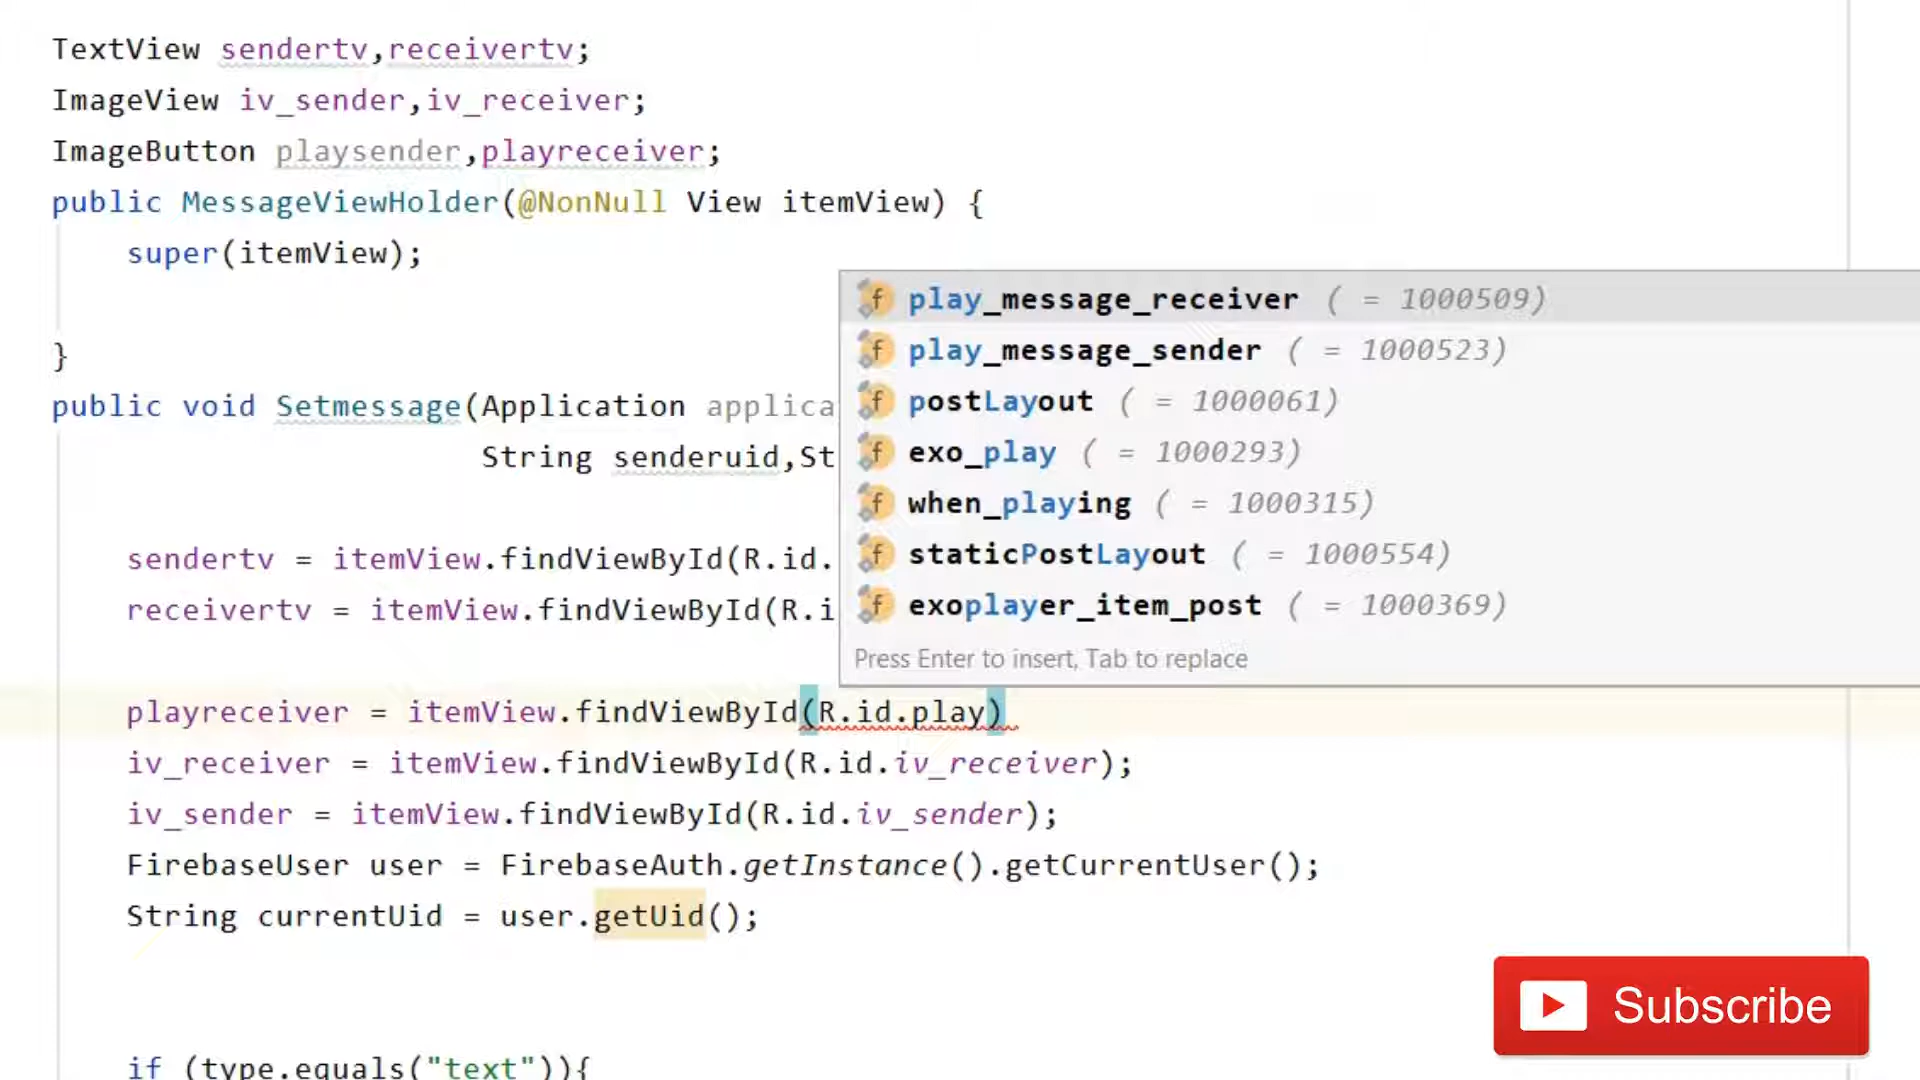 TextView sendertv,receivertv;
ImageView iv_sender,iv_receiver;
ImageButton playsender,playreceiver;
public MessageViewHolder(@NonNull View itemView) {
super(itemView);
}
public void Setmessage(Application applica
String senderuid,St
sendertv = itemView.findViewById(R.id.
receivertv = itemView.findViewById(R.i
play_message_receiver ( = 1000509)
play_message_sender ( = 1000523)
postLayout ( = 1000061)
exo_play ( = 1000293)
when_playing ( = 1000315)
staticPostLayout ( = 1000554)
exoplayer_item_post ( = 1000369)
Press Enter to insert, Tab to replace
playreceiver = itemView.findViewById(R.id.play)
iv_receiver = itemView.findViewById(R.id.iv_receiver);
iv_sender = itemView.findViewById(R.id.iv_sender);
FirebaseUser user = FirebaseAuth.getInstance().getCurrentUser();
String currentUid = user.getUid();
if (type.equals("text")){
Subscribe